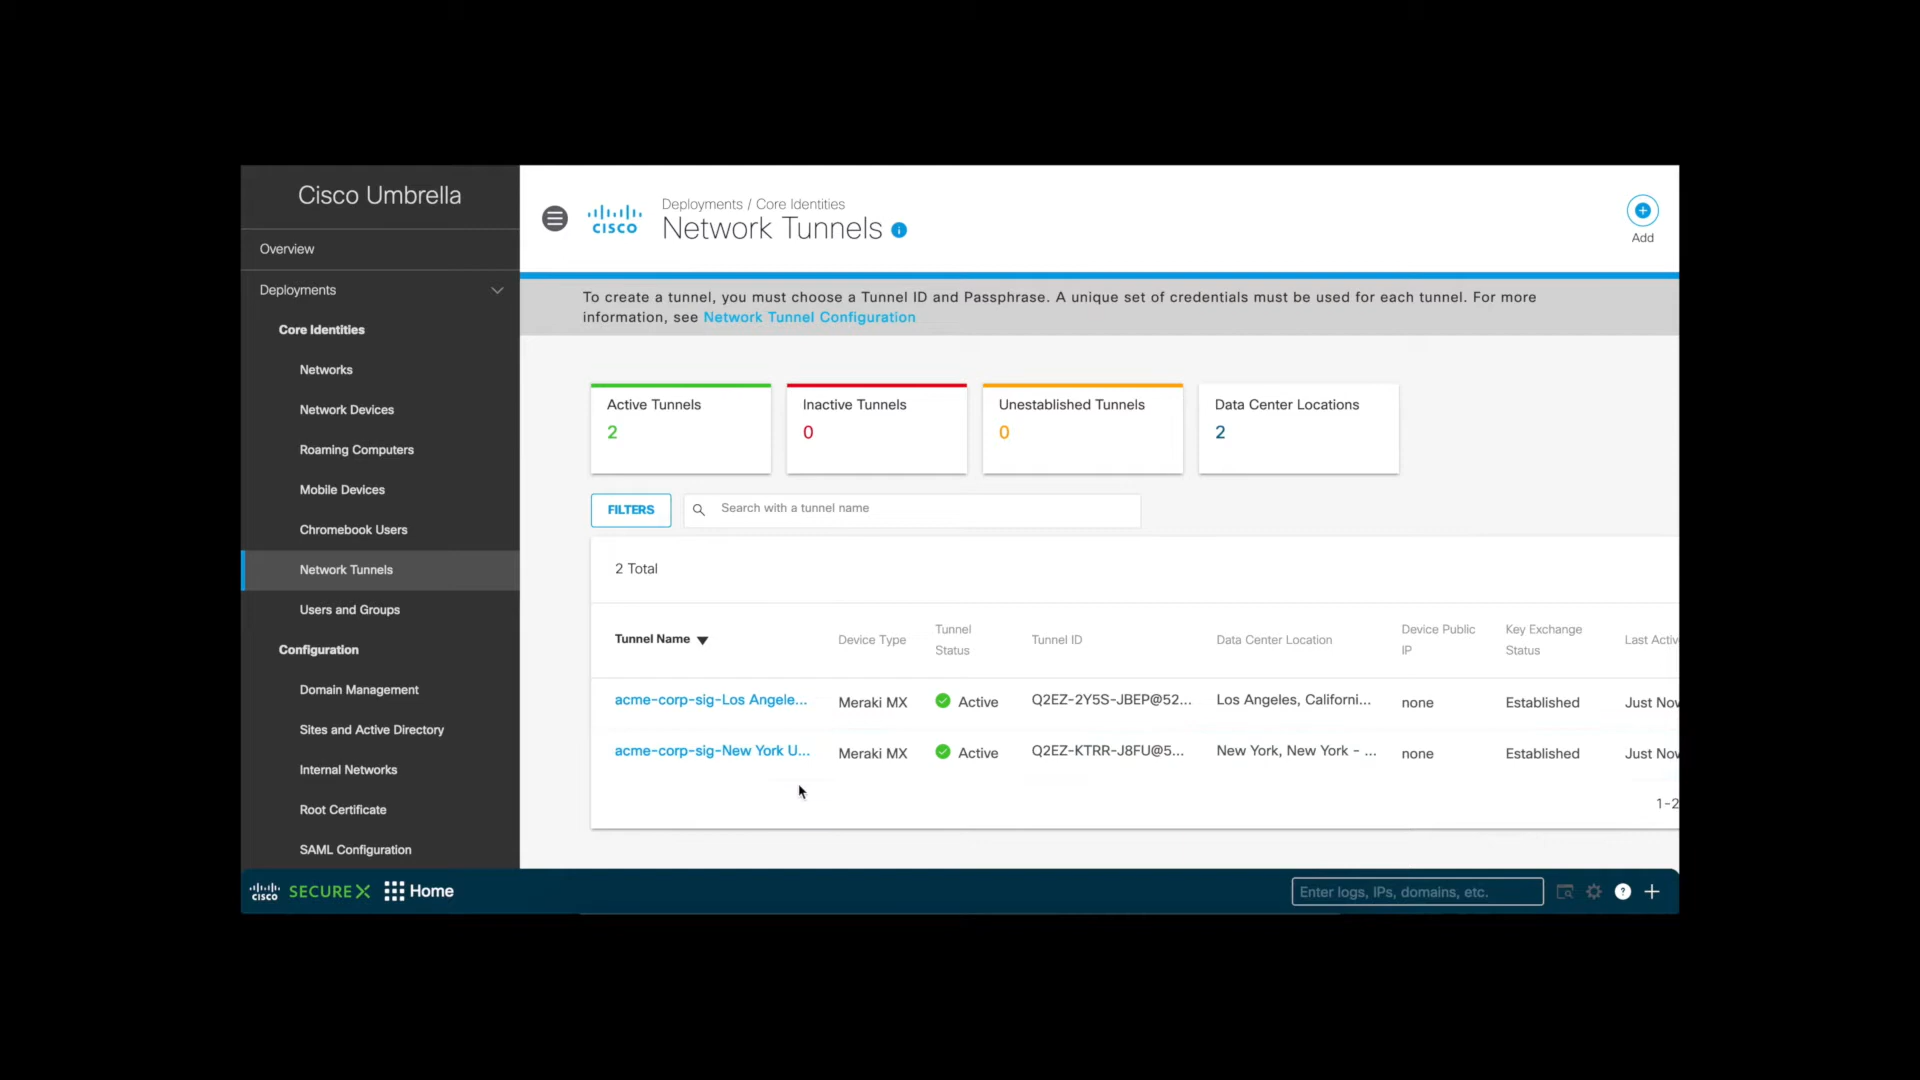 Cisco Umbrella
Overview
Deployments
Core Identities
Networks
Network Devices
Roaming Computers
Mobile Devices
Chromebook Users
Network Tunnels
Users and Groups
Configuration
Domain Management
Sites and Active Directory
Internal Networks
Root Certificate
SAML Configuration
CISCO
Deployments / Core Identities
Network Tunnels
Add
To create a tunnel, you must choose a Tunnel ID and Passphrase. A unique set of credentials must be used for each tunnel. For more
information, see Network Tunnel Configuration
Active Tunnels
2
Inactive Tunnels
0
Unestablished Tunnels
0
Data Center Locations
2
FILTERS
Search with a tunnel name
2 Total
Tunnel Name
Device Type
Tunnel
Status
Tunnel ID
Data Center Location
Device Public
IP
Key Exchange
Status
Last Activ
acme-corp-sig-Los Angele... Meraki MX Active Q2EZ-2Y5S-JBEP@52... Los Angeles, Californi... none Established Just Now
acme-corp-sig-New York U... Meraki MX Active Q2EZ-KTRR-J8FU@5... New York, New York - ... none Established Just Now
1-2
CISCO SECUREX Home
Enter logs, IPs, domains, etc.